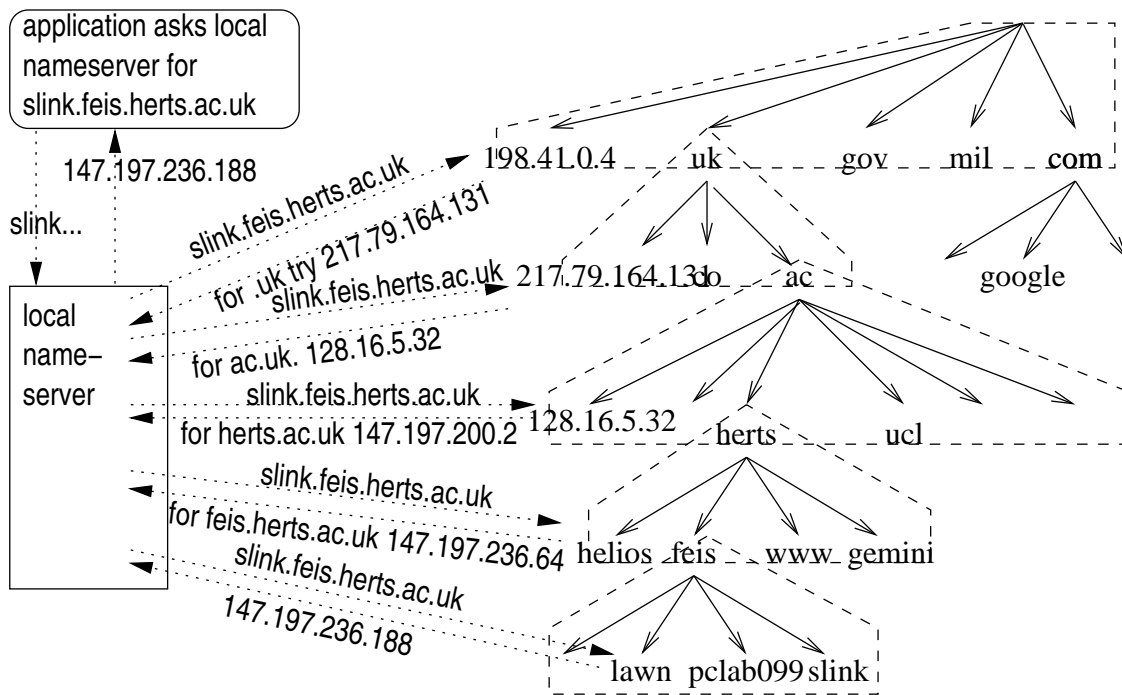 application asks local
nameserver for
slink.feis.herts.ac.uk
147.197.236.188
slink...
local
name–
server
slink.feis.herts.ac.uk
for .uk try 217.79.164.131
slink.feis.herts.ac.uk
for ac.uk. 128.16.5.32
slink.feis.herts.ac.uk
for herts.ac.uk 147.197.200.2
slink.feis.herts.ac.uk
for feis.herts.ac.uk 147.197.236.64
slink.feis.herts.ac.uk
147.197.236.188
198.41.0.4 uk gov mil com
217.79.164.131 co ac google
128.16.5.32 herts ucl
helios feis www gemini
lawn pclab099 slink